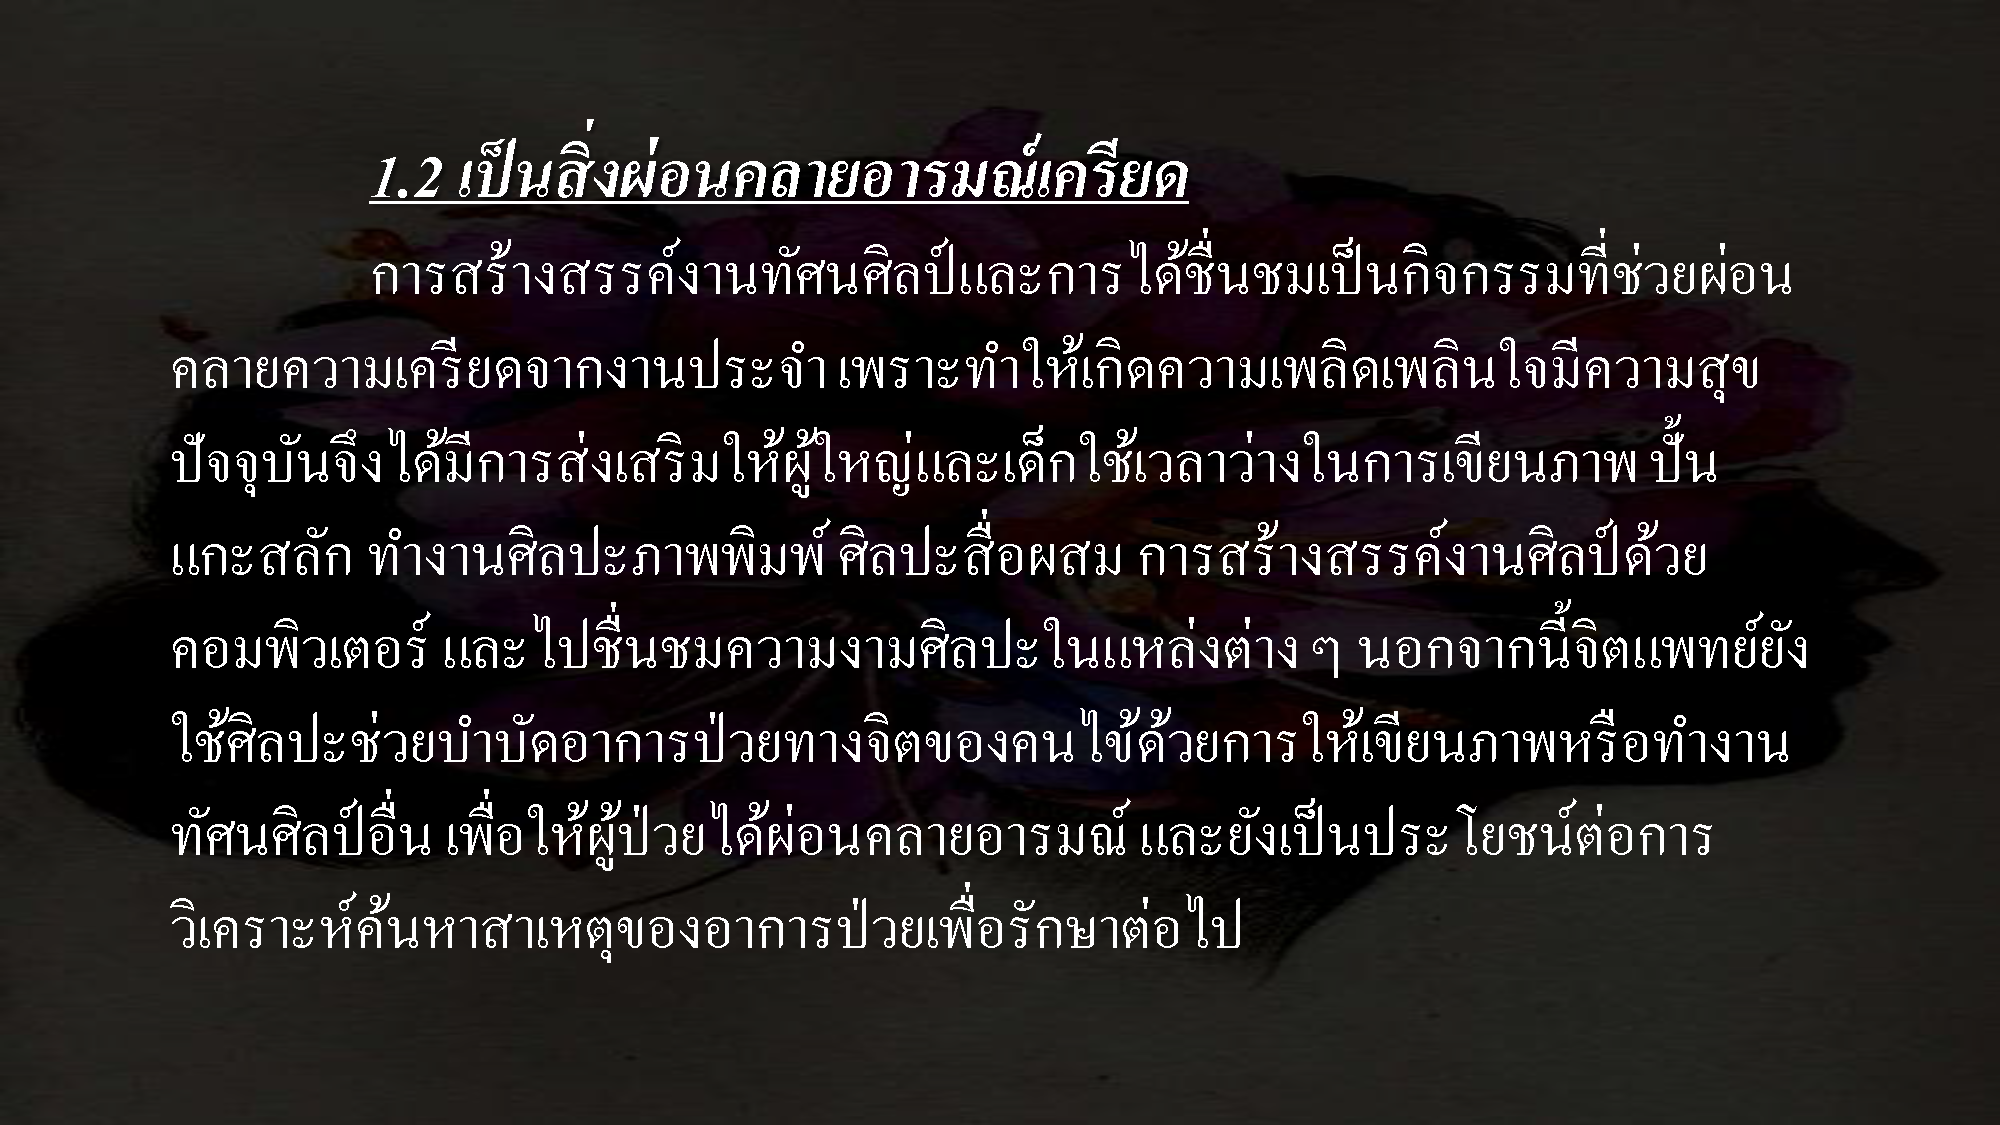 1.2 เป็นสิ่งผ่อนคลายอารมณ์เครียด
การสร้างสรรค์งานทัศนศิลป์และการได้ชื่นชมเป็นกิจกรรมที่ช่วยผ่อน
คลายความเครียดจากงานประจำ เพราะทำให้เกิดความเพลิดเพลินใจมีความสุข
ปัจจุบันจึงได้มีการส่งเสริมให้ผู้ใหญ่และเด็กใช้เวลาว่างในการเขียนภาพ ปั้น
แกะสลัก ทำงานศิลปะภาพพิมพ์ ศิลปะสื่อผสม การสร้างสรรค์งานศิลป์ด้วย
คอมพิวเตอร์ และไปชื่นชมความงามศิลปะในแหล่งต่าง ๆ นอกจากนี้จิตแพทย์ยัง
ใช้ศิลปะช่วยบำบัดอาการป่วยทางจิตของคนไข้ด้วยการให้เขียนภาพหรือทำงาน
ทัศนศิลป์อื่น เพื่อให้ผู้ป่วยได้ผ่อนคลายอารมณ์ และยังเป็นประโยชน์ต่อการ
วิเคราะห์ค้นหาสาเหตุของอาการป่วยเพื่อรักษาต่อไป